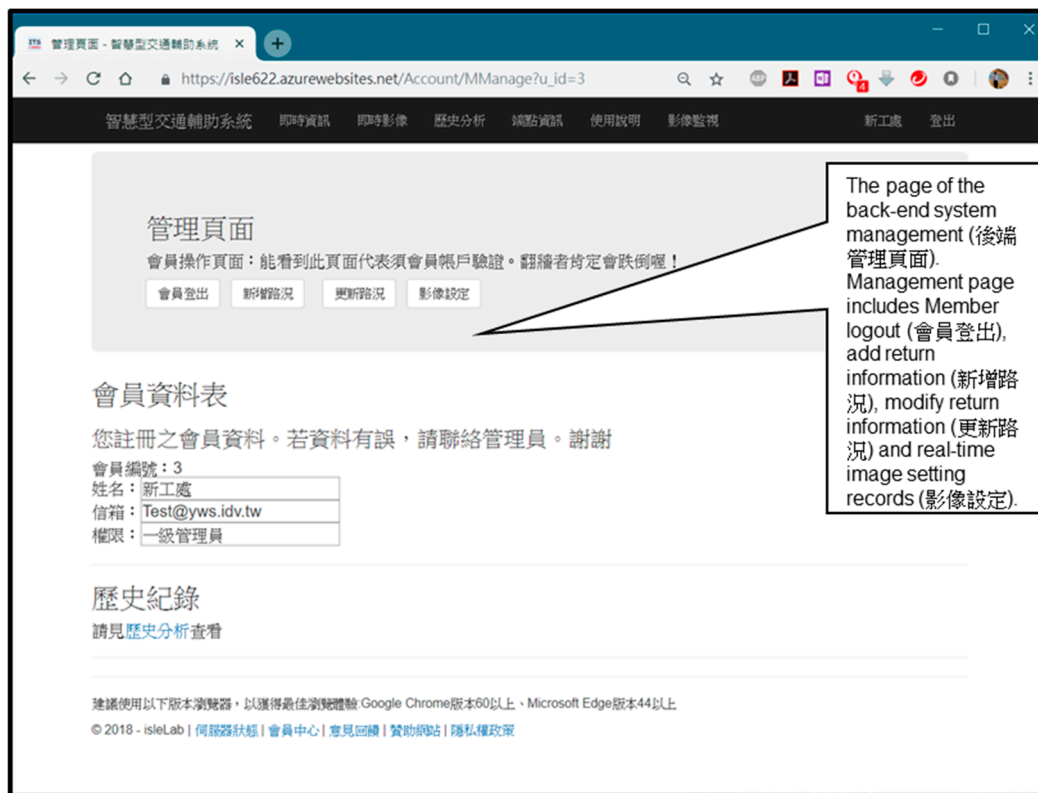 管理頁面 - 智慧型交通輔助系統
https://isle622.azurewebsites.net/Account/MManage?u_id=3
ABP
4
智慧型交通輔助系統 即時資訊 即時影像 歷史分析 端點資訊 使用說明 影像監視 新工處 登出
管理頁面
會員操作頁面：能看到此頁面代表須會員帳戶驗證。翻牆者肯定會跌倒喔！
會員登出 新增路況 更新路況 影像設定
The page of the
back-end system
management (後端
管理頁面).
Management page
includes Member
logout (會員登出),
add return
information (新增路
況), modify return
information (更新路
況) and real-time
image setting
records (影像設定).
會員資料表
您註冊之會員資料。若資料有誤，請聯絡管理員。謝謝
會員編號：3
姓名：新工處
信箱：Test@yws.idv.tw
權限：一級管理員
歷史紀錄
請見歷史分析查看
建議使用以下版本瀏覽器，以獲得最佳瀏覽體驗:Google Chrome版本60以上、Microsoft Edge版本44以上
© 2018 - isleLab | 伺服器狀態 | 會員中心 | 意見回饋 | 贊助網站 | 隱私權政策